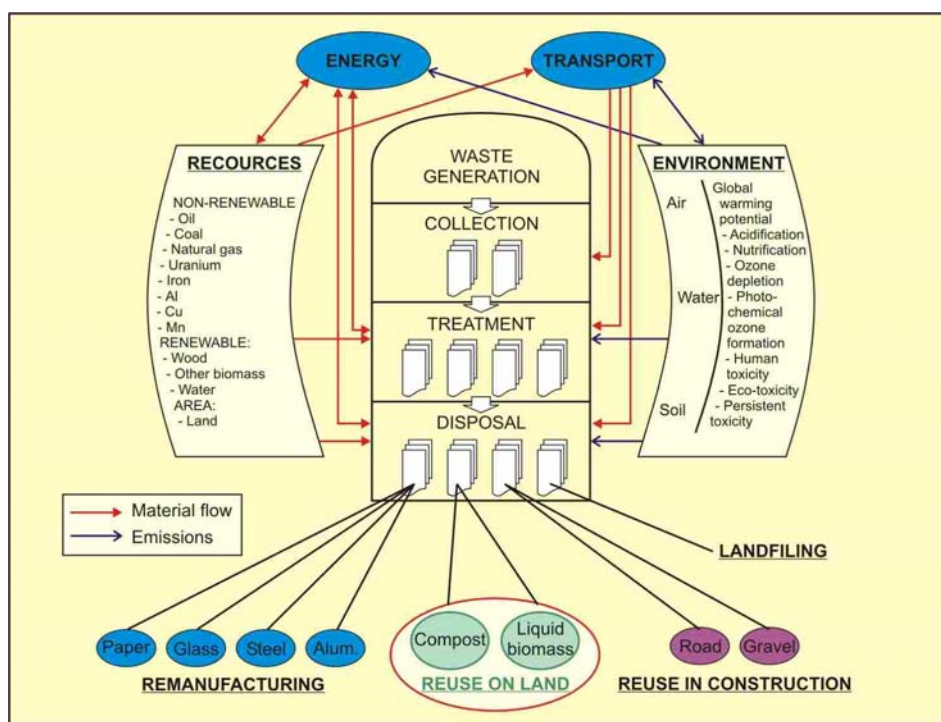 ENERGY
TRANSPORT
RECOURCES
NON-RENEWABLE
- Oil
- Coal
- Natural gas
- Uranium
- Iron
- Al
- Cu
- Mn
RENEWABLE:
- Wood
- Other biomass
- Water
AREA:
- Land
WASTE
GENERATION
COLLECTION
TREATMENT
DISPOSAL
ENVIRONMENT
Air
Water
Soil
Global
warming
potential
- Acidification
- Nutrification
- Ozone
depletion
- Photo-
chemical
ozone
formation
- Human
toxicity
- Eco-toxicity
- Persistent
toxicity
Material flow
Emissions
LANDFILING
Paper
Glass
Steel
Alum.
REMANUFACTURING
Compost
Liquid
biomass
REUSE ON LAND
Road
Gravel
REUSE IN CONSTRUCTION